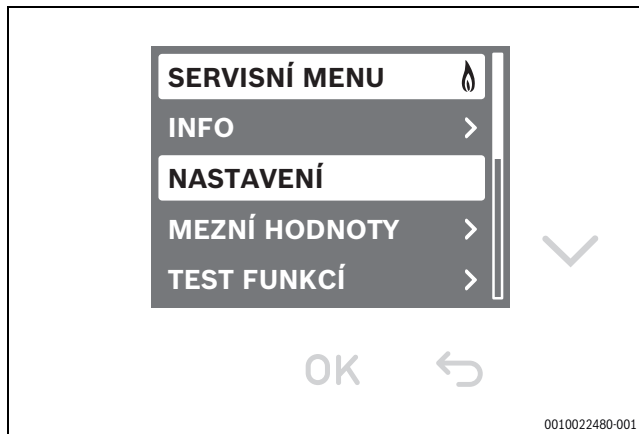 SERVISNÍ MENU
INFO
NASTAVENÍ
MEZNÍ HODNOTY
TEST FUNKCÍ
OK
0010022480-001